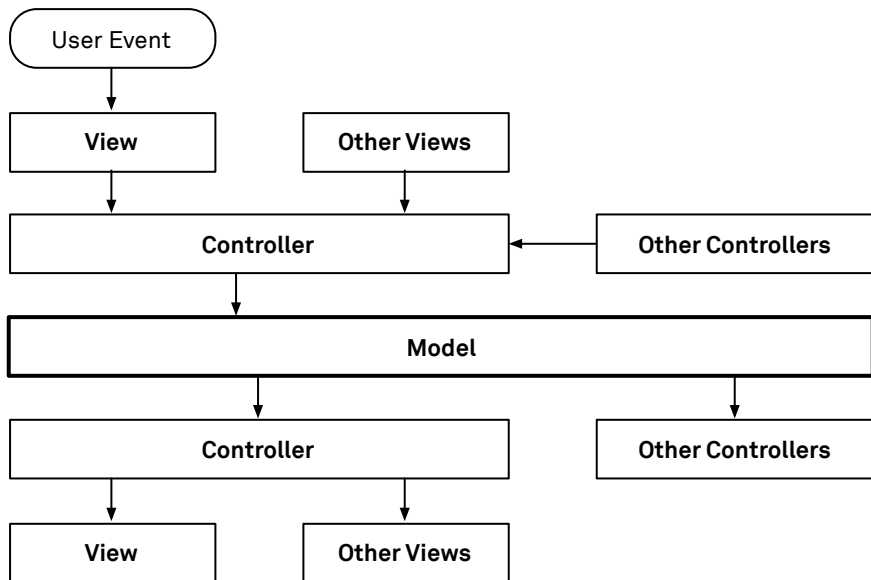 User Event
View
Other Views
Controller
Other Controllers
Model
Controller
Other Controllers
View
Other Views